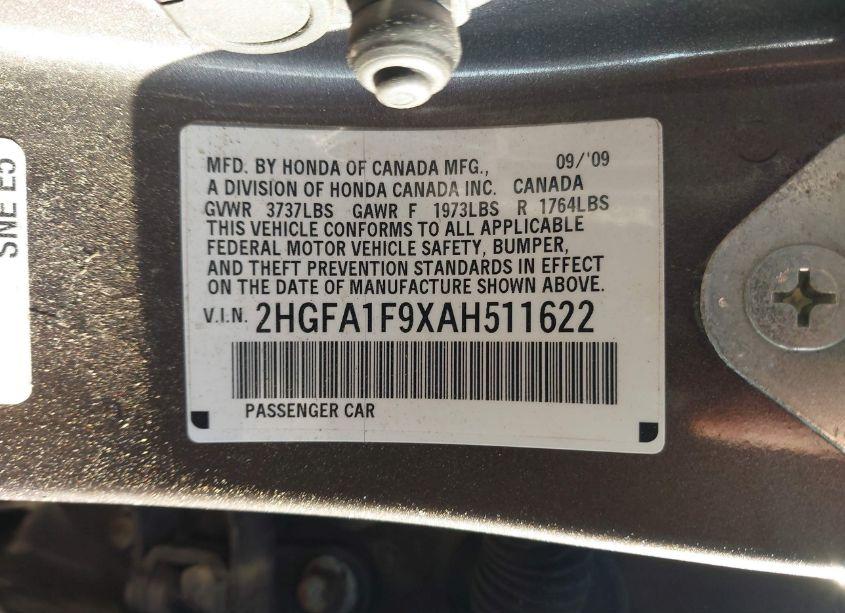 MFD. BY HONDA OF CANADA MFG., 09/'09
A DIVISION OF HONDA CANADA INC. CANADA
GVWR 3737LBS GAWR F 1973LBS R 1764LBS
THIS VEHICLE CONFORMS TO ALL APPLICABLE
FEDERAL MOTOR VEHICLE SAFETY, BUMPER,
AND THEFT PREVENTION STANDARDS IN EFFECT
ON THE DATE OF MANUFACTURE SHOWN ABOVE.
V.I.N. 2HGFA1F9XAH511622
PASSENGER CAR